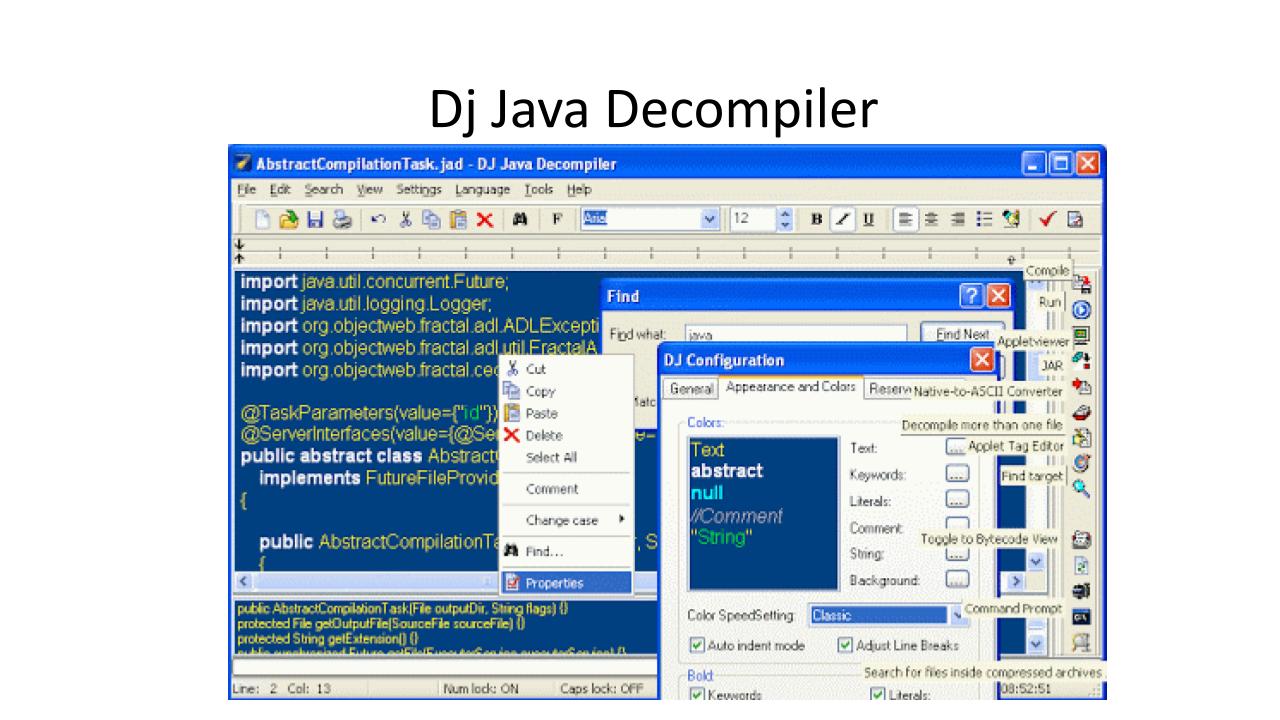 Dj Java Decompiler
AbstractCompilationTask.jad - DJ Java Decompiler
File Edit Search View Settings Language Tools Help
Arial 12 B I U
import java.util.concurrent.Future;
import java.util.logging.Logger;
import org.objectweb.fractal.adl.ADLExcepti
import org.objectweb.fractal.adl.util.FractalA
import org.objectweb.fractal.cec
@TaskParameters(value={"id"})
@ServerInterfaces(value={@Se
public abstract class Abstract
implements FutureFileProvid
{
public AbstractCompilationTa
, S
{
Cut
Copy
Paste
Delete
Select All
Comment
Change case
Find...
Properties
Find
Find what: java
Find Next
DJ Configuration
General Appearance and Colors Reserv
Colors:
Text
abstract
null
//Comment
"String"
Text: ...
Keywords: ...
Literals: ...
Comment:
String: ...
Background: ...
Color SpeedSetting: Classic
Auto indent mode Adjust Line Breaks
Bold:
Keywords Literals:
Compile
Run
Appletviewer
JAR
Native-to-ASCII Converter
Decompile more than one file
Applet Tag Editor
Find target
Toggle to Bytecode View
Command Prompt
Search for files inside compressed archives
public AbstractCompilationTask(File outputDir, String flags) {}
protected File getOutputFile(SourceFile sourceFile) {}
protected String getExtension() {}
public synchronized Future getFile(ExecutorService executorService) {}
Line: 2 Col: 13 Num lock: ON Caps lock: OFF 08:52:51